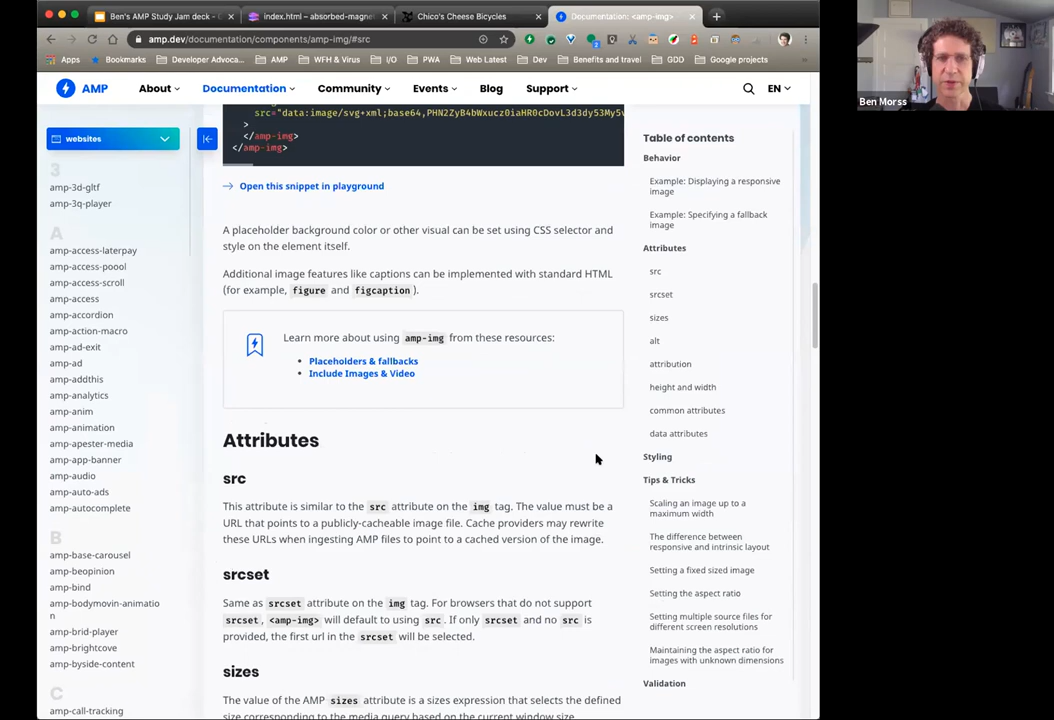 Ben's AMP Study Jam deck - G
index.html – absorbed-magne
Chico's Cheese Bicycles
Documentation: <amp-img>
amp.dev/documentation/components/amp-img/#src
Apps
Bookmarks
Developer Advoca...
AMP
WFH & Virus
I/O
PWA
Web Latest
Dev
Benefits and travel
GDD
Google projects
Ben Morss
AMP
About
Documentation
Community
Events
Blog
Support
EN
websites
3
amp-3d-gltf
amp-3q-player
A
amp-access-laterpay
amp-access-poool
amp-access-scroll
amp-access
amp-accordion
amp-action-macro
amp-ad-exit
amp-ad
amp-addthis
amp-analytics
amp-anim
amp-animation
amp-apester-media
amp-app-banner
amp-audio
amp-auto-ads
amp-autocomplete
B
amp-base-carousel
amp-beopinion
amp-bind
amp-bodymovin-animatio
n
amp-brid-player
amp-brightcove
amp-byside-content
C
amp-call-tracking
>
</amp-img>
</amp-img>
Open this snippet in playground
A placeholder background color or other visual can be set using CSS selector and
style on the element itself.
Additional image features like captions can be implemented with standard HTML
(for example, figure and figcaption ).
Learn more about using amp-img from these resources:
• Placeholders & fallbacks
• Include Images & Video
Attributes
src
This attribute is similar to the src attribute on the img tag. The value must be a
URL that points to a publicly-cacheable image file. Cache providers may rewrite
these URLs when ingesting AMP files to point to a cached version of the image.
srcset
Same as srcset attribute on the img tag. For browsers that do not support
srcset, <amp-img> will default to using src. If only srcset and no src is
provided, the first url in the srcset will be selected.
sizes
The value of the AMP sizes attribute is a sizes expression that selects the defined
size corresponding to the media query based on the current window size.
Table of contents
Behavior
Example: Displaying a responsive
image
Example: Specifying a fallback
image
Attributes
src
srcset
sizes
alt
attribution
height and width
common attributes
data attributes
Styling
Tips & Tricks
Scaling an image up to a
maximum width
The difference between
responsive and intrinsic layout
Setting a fixed sized image
Setting the aspect ratio
Setting multiple source files for
different screen resolutions
Maintaining the aspect ratio for
images with unknown dimensions
Validation